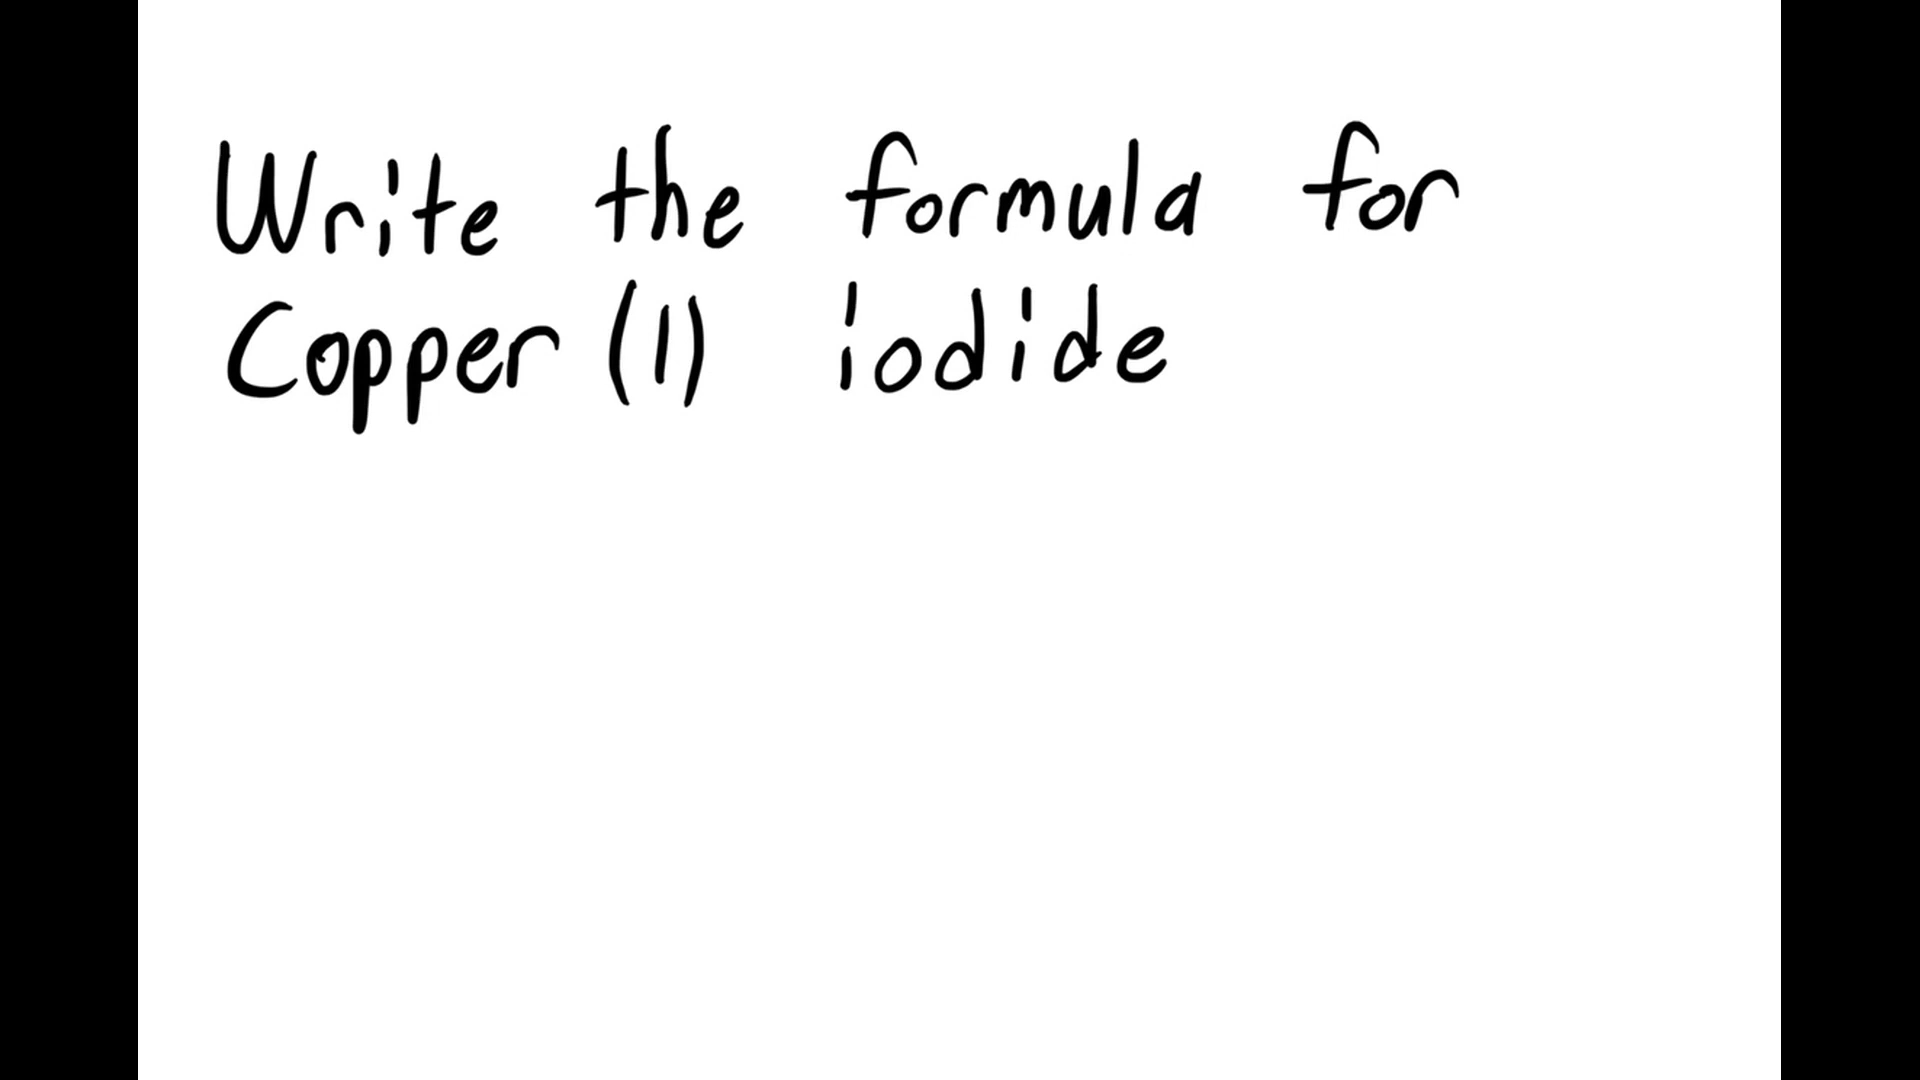 Write the formula for
Copper (I) iodide